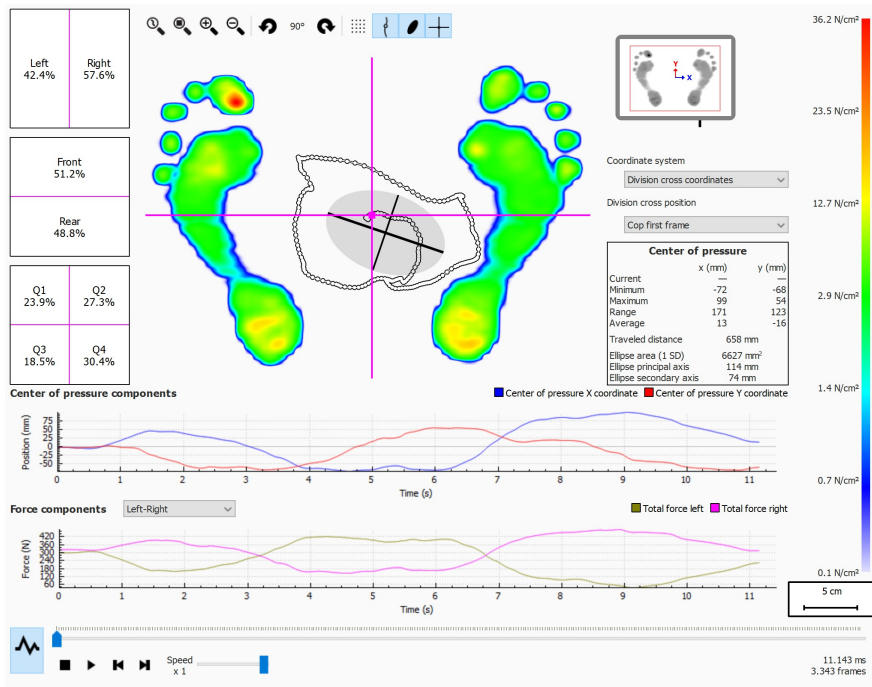 Left
42.4%
Right
57.6%
Front
51.2%
Rear
48.8%
Q1
23.9%
Q2
27.3%
Q3
18.5%
Q4
30.4%
90°
Y
X
Coordinate system
Division cross coordinates
Division cross position
Cop first frame
Center of pressure
x (mm) y (mm)
Current — —
Minimum -72 -68
Maximum 99 54
Range 171 123
Average 13 -16
Traveled distance 658 mm
Ellipse area (1 SD) 6627 mm²
Ellipse principal axis 114 mm
Ellipse secondary axis 74 mm
36.2 N/cm²
23.5 N/cm²
12.7 N/cm²
2.9 N/cm²
1.4 N/cm²
0.7 N/cm²
0.1 N/cm²
Center of pressure components
Center of pressure X coordinate Center of pressure Y coordinate
Position (mm)
75
50
25
0
-25
-50
0 1 2 3 4 5 6 7 8 9 10 11
Time (s)
Force components
Left-Right
Total force left Total force right
Force (N)
420
360
300
240
180
120
60
0 1 2 3 4 5 6 7 8 9 10 11
Time (s)
5 cm
Speed
x 1
11.143 ms
3.343 frames